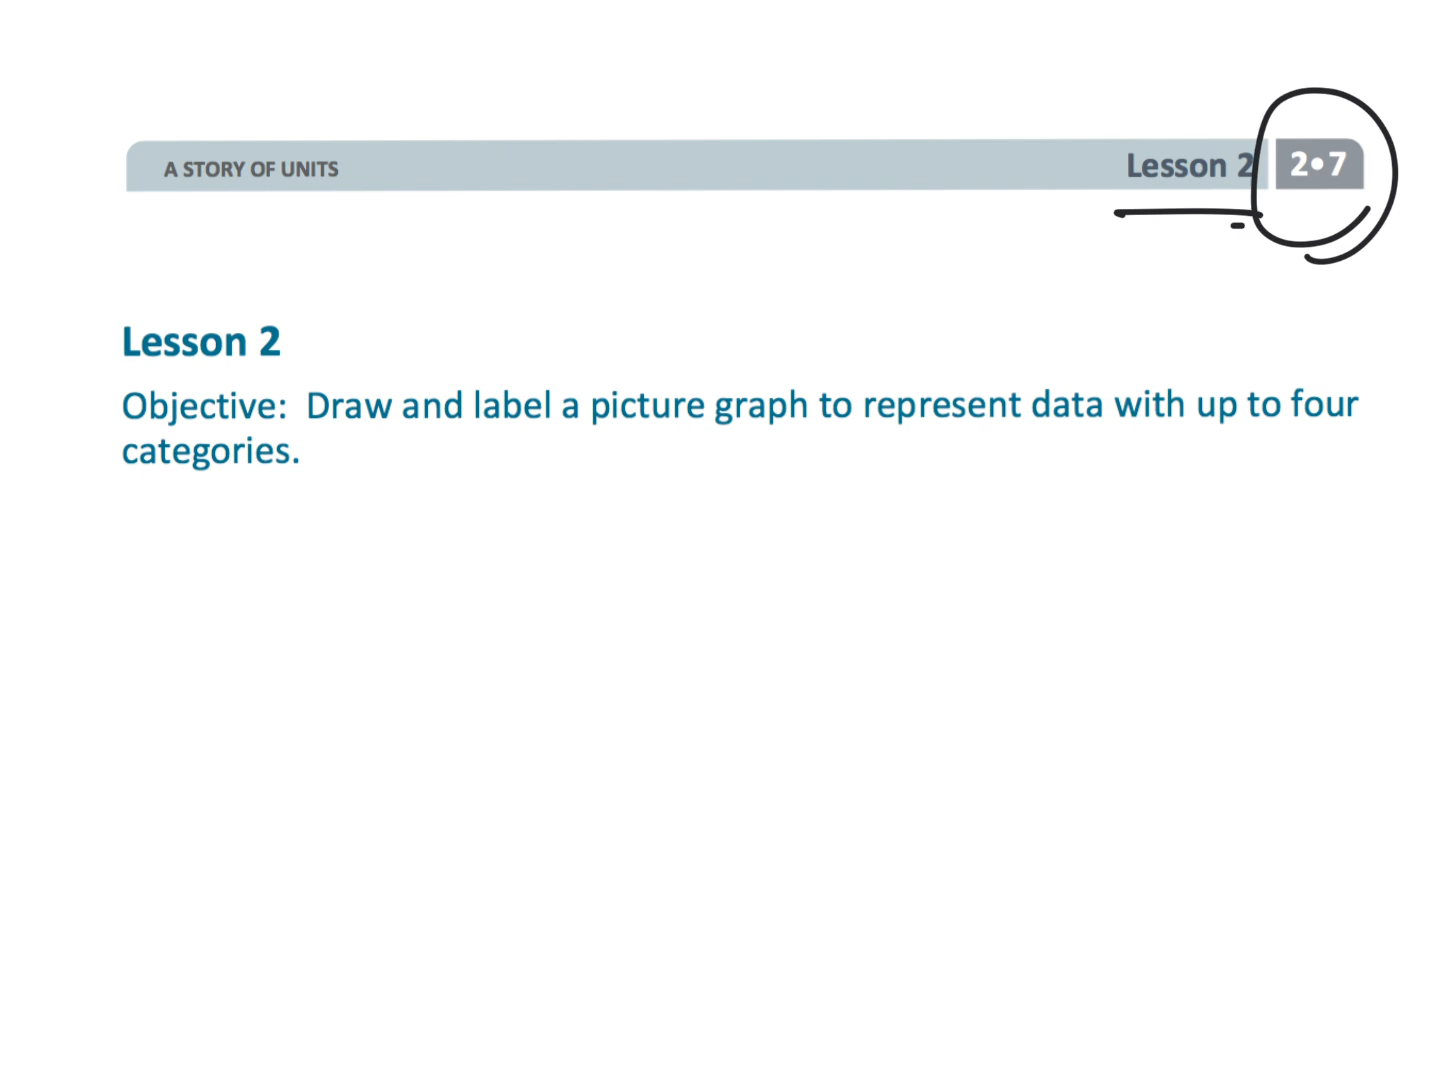 A STORY OF UNITS Lesson 2 2•7
Lesson 2
Objective: Draw and label a picture graph to represent data with up to four
categories.